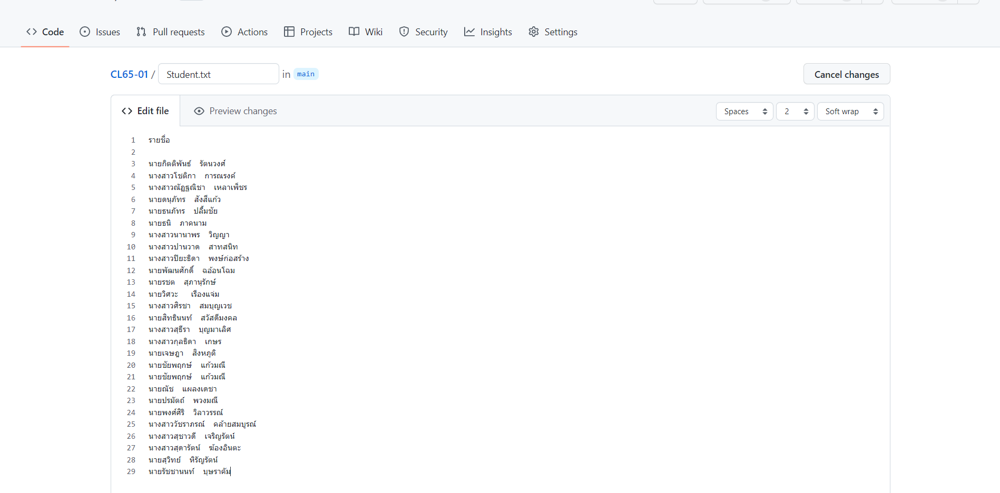 Code Issues Pull requests Actions Projects Wiki Security Insights Settings
CL65-01 / Student.txt in main Cancel changes
Edit file Preview changes Spaces 2 Soft wrap
1 รายชื่อ
2
3 นายกิตติพันธ์ รัตนวงศ์
4 นางสาวโชติกา การณรงค์
5 นางสาวณัฏฐณิชา เหลาเพ็ชร
6 นายดนุภัทร สังสีแก้ว
7 นายธนภัทร ปลื้มชัย
8 นายธนิ ภาคนาม
9 นางสาวนานาพร วิญญา
10 นางสาวปานวาด สาทสนิท
11 นางสาวปิยะธิดา พงษ์ก่อสร้าง
12 นายพัฒนศักดิ์ ฉอ้อนโฉม
13 นายรชต สุภานุรักษ์
14 นายวิศวะ เรืองแจ่ม
15 นางสาวศิรชา สมบุญเวช
16 นายสิทธินนท์ สวัสดีมงคล
17 นางสาวสุธีรา บุญมาเลิศ
18 นางสาวกุลธิดา เกษร
19 นายเจษฎา สิงหภูติ
20 นายชัยพฤกษ์ แก้วมณี
21 นายชัยพฤกษ์ แก้วมณี
22 นายณัช แผลงเดชา
23 นายปรมัตถ์ พวงมณี
24 นายพงศ์ศิริ วิลาวรรณ์
25 นางสาววัชราภรณ์ คล้ายสมบูรณ์
26 นางสาวสุชาวดี เจริญรัตน์
27 นางสาวสุดารัตน์ ฆ้องอินตะ
28 นายสุวิทย์ หิรัญรัตน์
29 นายรัชชานนท์ บุษราคัม